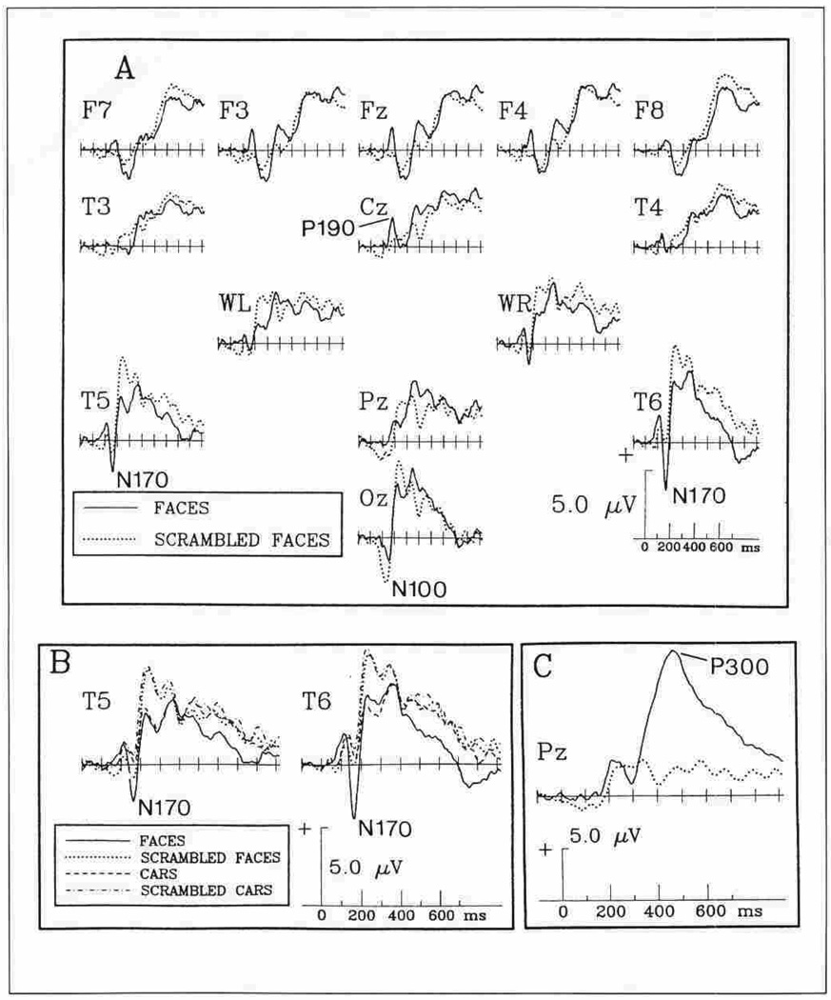 A
F7 F3 Fz F4 F8
T3 Cz T4
P190
WL WR
T5 Pz T6
+
N170 N170
Oz 5.0 μV
FACES
SCRAMBLED FACES
0 200 400 600 ms
N100
B
T5 T6
N170
N170
FACES
SCRAMBLED FACES
CARS
SCRAMBLED CARS
+
5.0 μV
0 200 400 600 ms
C
P300
Pz
+ 5.0 μV
0 200 400 600 ms